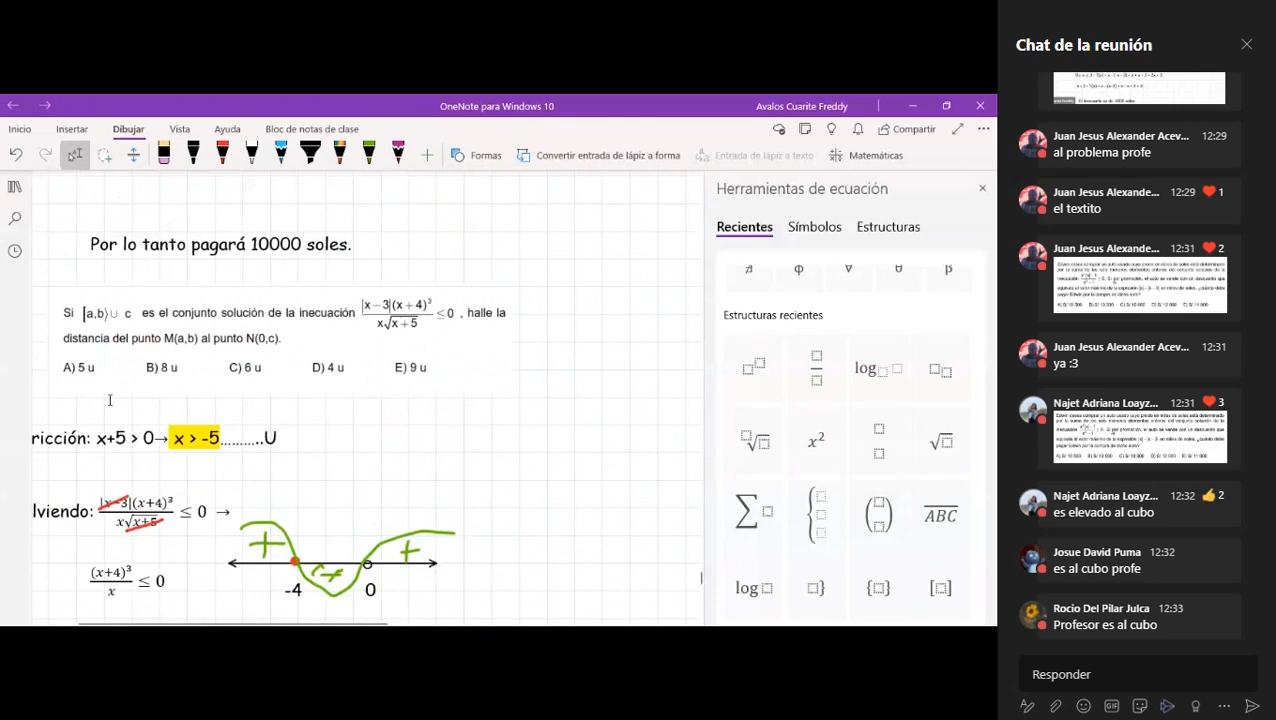 OneNote para Windows 10
Avalos Cuarite Freddy
Inicio
Insertar
Dibujar
Vista
Ayuda
Bloc de notas de clase
Compartir
Formas
Convertir entrada de lápiz a forma
Entrada de lápiz a texto
Matemáticas
Por lo tanto pagará 10000 soles.
Si [a,b⟩∪ c es el conjunto solución de la inecuación |x−3|(x+4)³ / x√x+5 ≤ 0 , halle la
distancia del punto M(a,b) al punto N(0,c).
A) 5 u B) 8 u C) 6 u D) 4 u E) 9 u
ricción: x+5 > 0→ x > -5..........U
lviendo: |x−3|(x+4)³ / x√x+5 ≤ 0 →
+ +
-4 0
(x+4)³ / x ≤ 0
Herramientas de ecuación
Recientes
Símbolos
Estructuras
Estructuras recientes
log
x²
ABC
log
Chat de la reunión
Juan Jesus Alexander Acev... 12:29
al problema profe
Juan Jesus Alexande... 12:29 1
el textito
Juan Jesus Alexande... 12:31 2
Juan Jesus Alexander Acev... 12:31
ya :3
Najet Adriana Loayz... 12:31 3
Najet Adriana Loayz... 12:32 2
es elevado al cubo
Josue David Puma 12:32
es al cubo profe
Rocio Del Pilar Julca 12:33
Profesor es al cubo
Responder
GIF